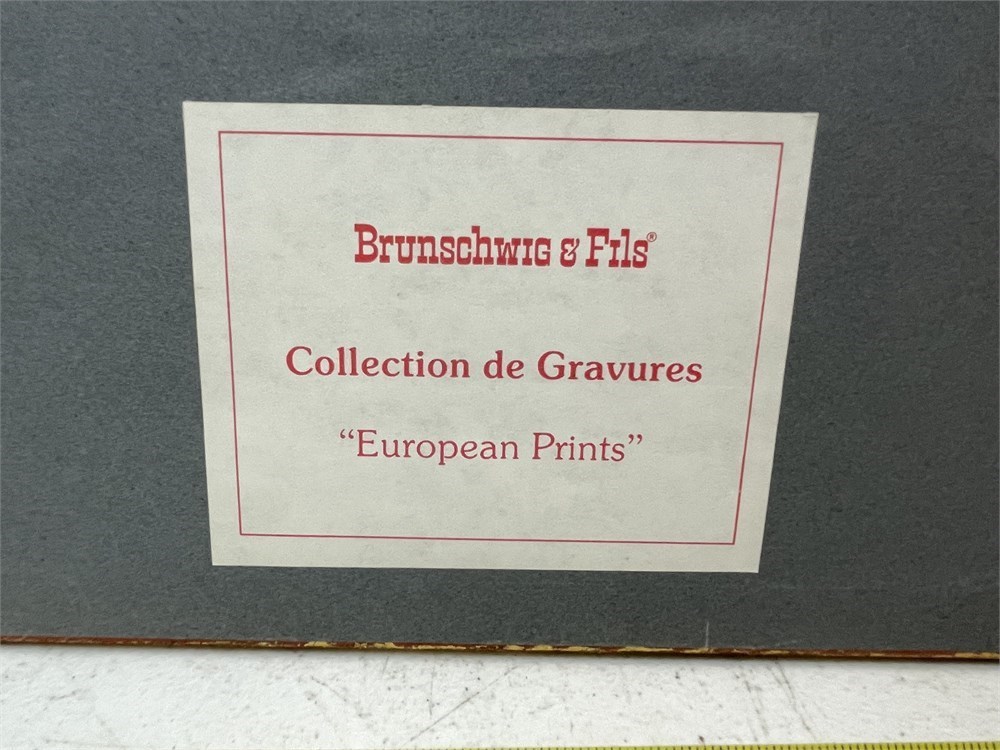 Brunschwig & Fils®
Collection de Gravures
“European Prints”